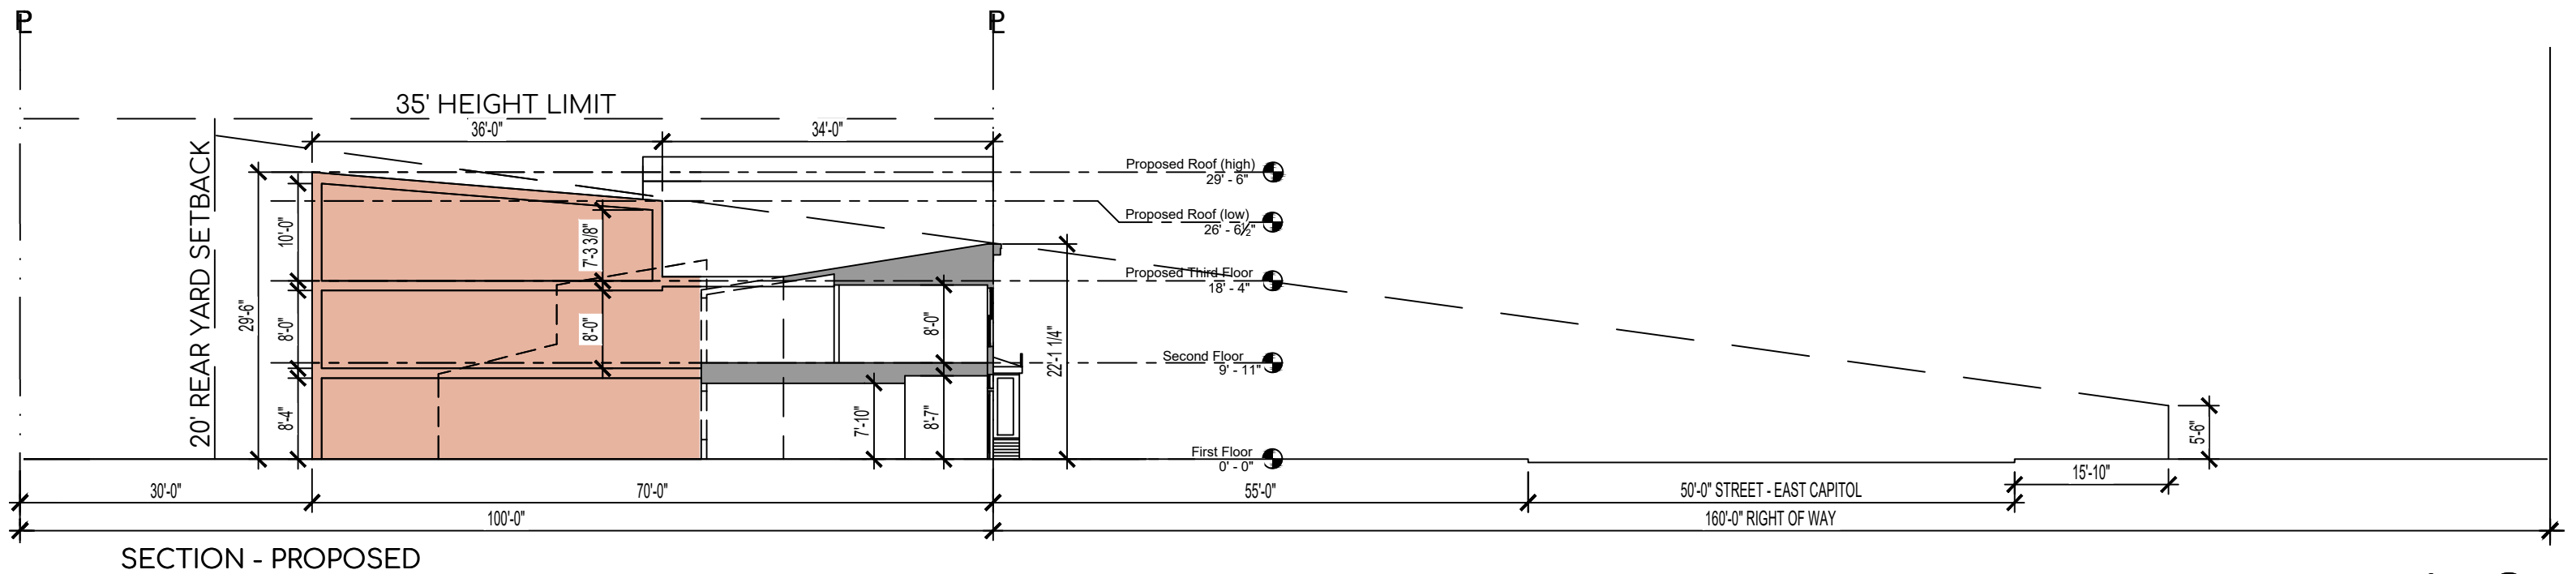 PL
PL
35' HEIGHT LIMIT
36'-0"
34'-0"
20' REAR YARD SETBACK
Proposed Roof (high)
29' - 6"
Proposed Roof (low)
26' - 6 1/2"
10'-0"
7'-3 3/8"
Proposed Third Floor
18' - 4"
29'-6"
8'-0"
8'-0"
8'-0"
22'-1 1/4"
Second Floor
9' - 11"
8'-4"
7'-10"
8'-7"
5'-6"
First Floor
0' - 0"
15'-10"
30'-0"
70'-0"
55'-0"
50'-0" STREET - EAST CAPITOL
100'-0"
160'-0" RIGHT OF WAY
SECTION - PROPOSED